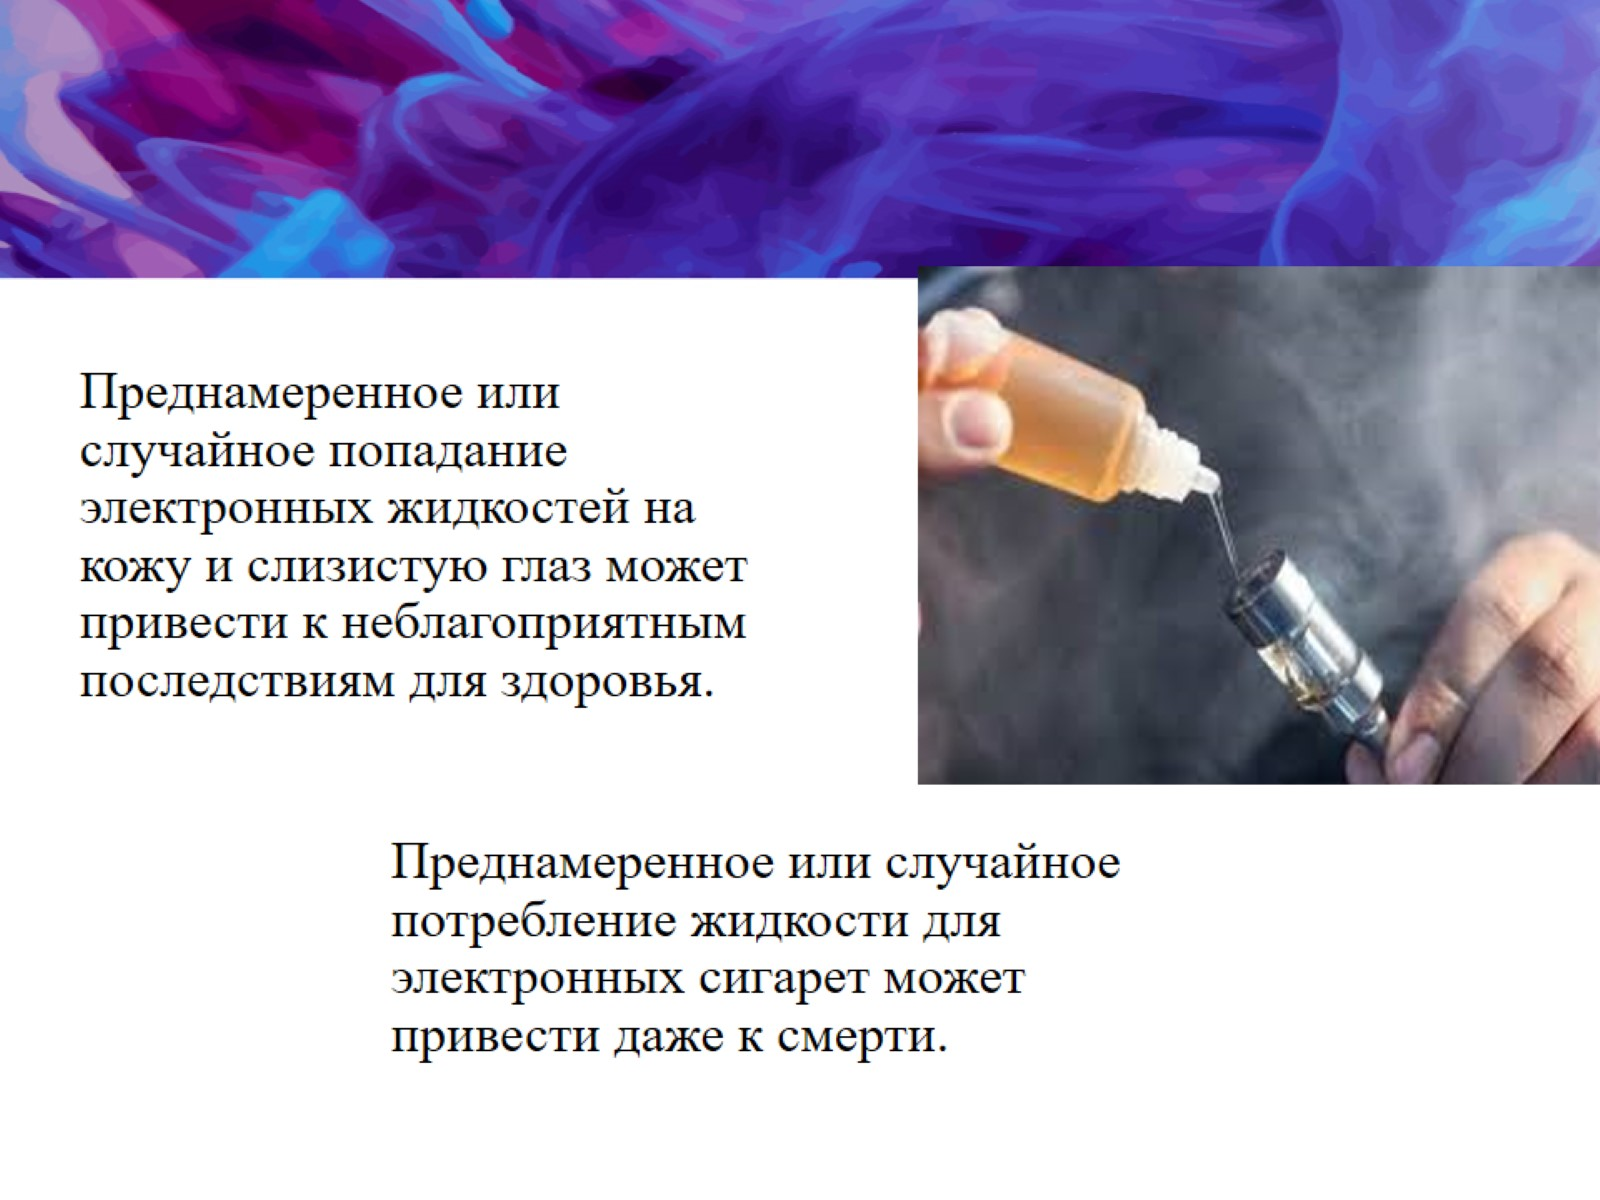 Преднамеренное или
случайное попадание
электронных жидкостей на
кожу и слизистую глаз может
привести к неблагоприятным
последствиям для здоровья.
Преднамеренное или случайное
потребление жидкости для
электронных сигарет может
привести даже к смерти.